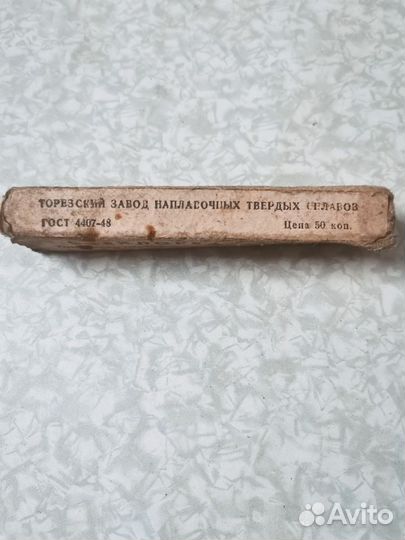 ТОРЕЗСКИЙ ЗАВОД НАПЛАВОЧНЫХ ТВЕРДЫХ СПЛАВОВ
ГОСТ 4407-48 Цена 50 коп.
Avito